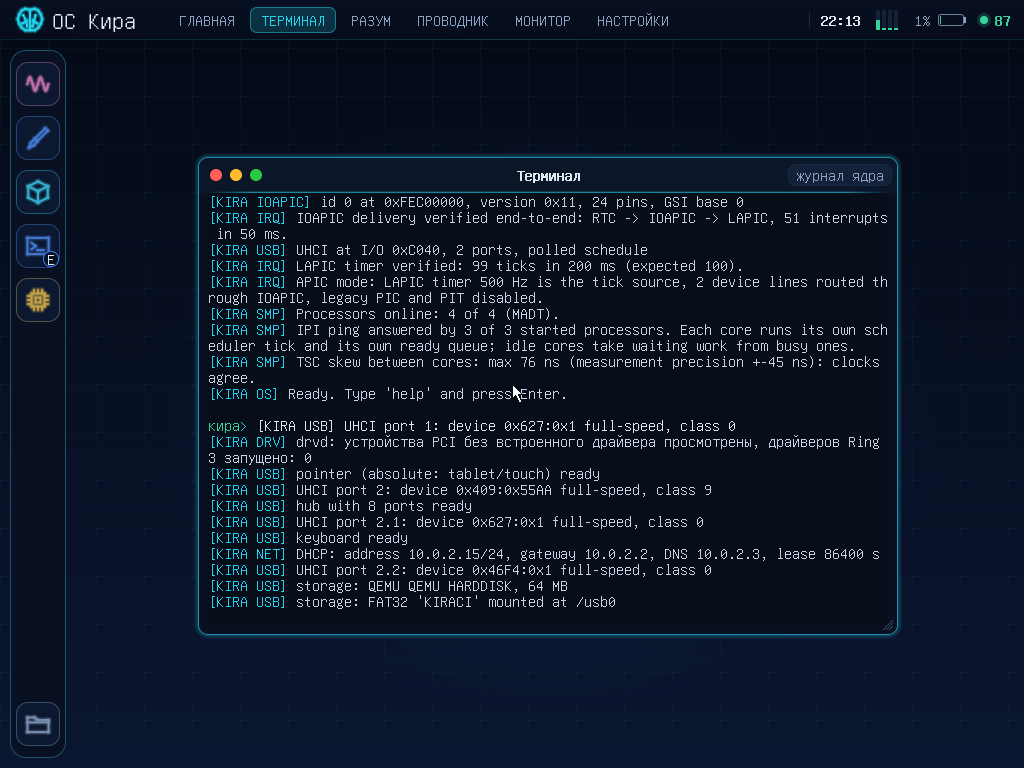 ОС Кира
ГЛАВНАЯ ТЕРМИНАЛ РАЗУМ ПРОВОДНИК МОНИТОР НАСТРОЙКИ
22:13 1% 87
E
Терминал
журнал ядра
[KIRA IOAPIC] id 0 at 0xFEC00000, version 0x11, 24 pins, GSI base 0
[KIRA IRQ] IOAPIC delivery verified end-to-end: RTC -> IOAPIC -> LAPIC, 51 interrupts
in 50 ms.
[KIRA USB] UHCI at I/O 0xC040, 2 ports, polled schedule
[KIRA IRQ] LAPIC timer verified: 99 ticks in 200 ms (expected 100).
[KIRA IRQ] APIC mode: LAPIC timer 500 Hz is the tick source, 2 device lines routed th
rough IOAPIC, legacy PIC and PIT disabled.
[KIRA SMP] Processors online: 4 of 4 (MADT).
[KIRA SMP] IPI ping answered by 3 of 3 started processors. Each core runs its own sch
eduler tick and its own ready queue; idle cores take waiting work from busy ones.
[KIRA SMP] TSC skew between cores: max 76 ns (measurement precision +-45 ns): clocks
agree.
[KIRA OS] Ready. Type 'help' and press Enter.
кира> [KIRA USB] UHCI port 1: device 0x627:0x1 full-speed, class 0
[KIRA DRV] drvd: устройства PCI без встроенного драйвера просмотрены, драйверов Ring
3 запущено: 0
[KIRA USB] pointer (absolute: tablet/touch) ready
[KIRA USB] UHCI port 2: device 0x409:0x55AA full-speed, class 9
[KIRA USB] hub with 8 ports ready
[KIRA USB] UHCI port 2.1: device 0x627:0x1 full-speed, class 0
[KIRA USB] keyboard ready
[KIRA NET] DHCP: address 10.0.2.15/24, gateway 10.0.2.2, DNS 10.0.2.3, lease 86400 s
[KIRA USB] UHCI port 2.2: device 0x46F4:0x1 full-speed, class 0
[KIRA USB] storage: QEMU QEMU HARDDISK, 64 MB
[KIRA USB] storage: FAT32 'KIRACI' mounted at /usb0